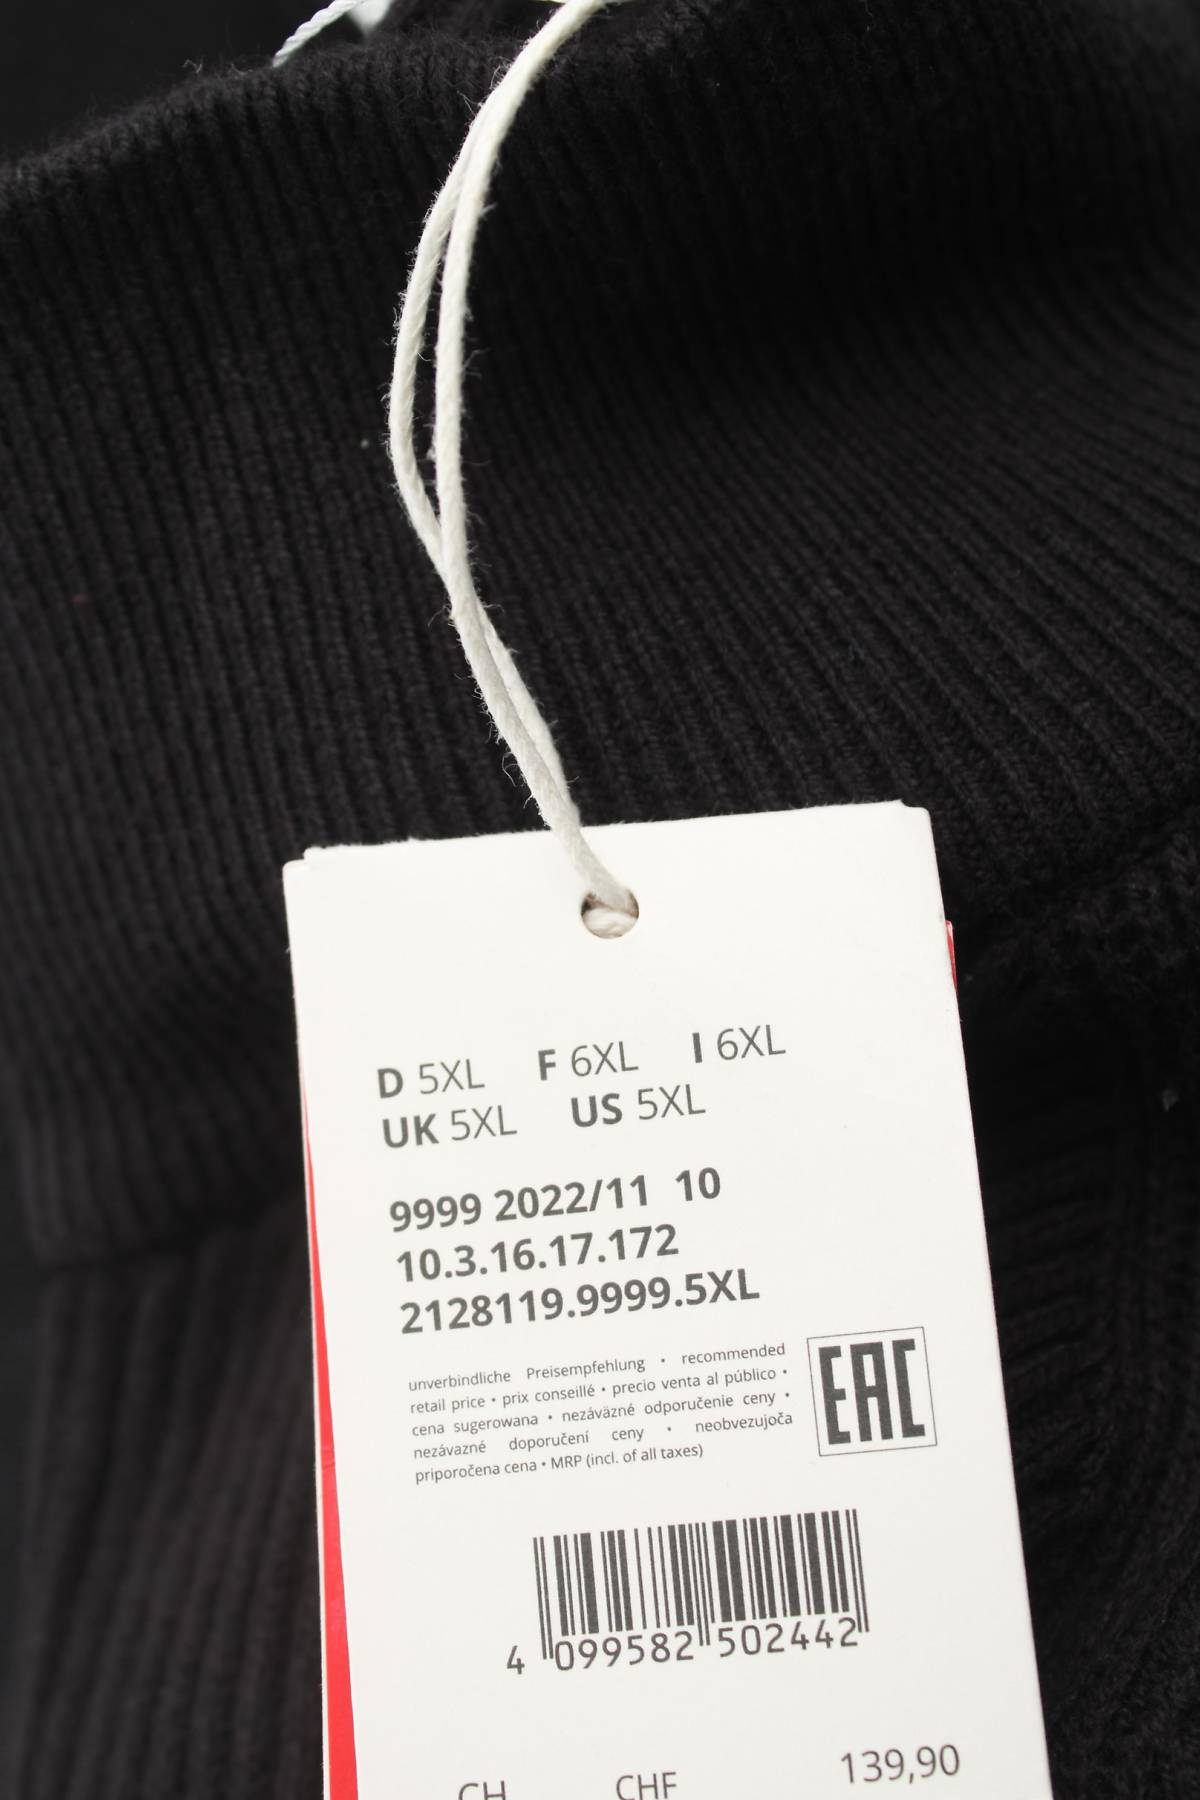 D 5XL F 6XL I 6XL
UK 5XL US 5XL
9999 2022/11 10
10.3.16.17.172
2128119.9999.5XL
unverbindliche Preisempfehlung • recommended
retail price • prix conseillé • precio venta al público •
cena sugerowana • nezáväzné odporučenie ceny •
nezávazné doporučení ceny • neobvezujoča
priporočena cena • MRP (incl. of all taxes)
EAC
4 099582 502442
CH CHF 139,90